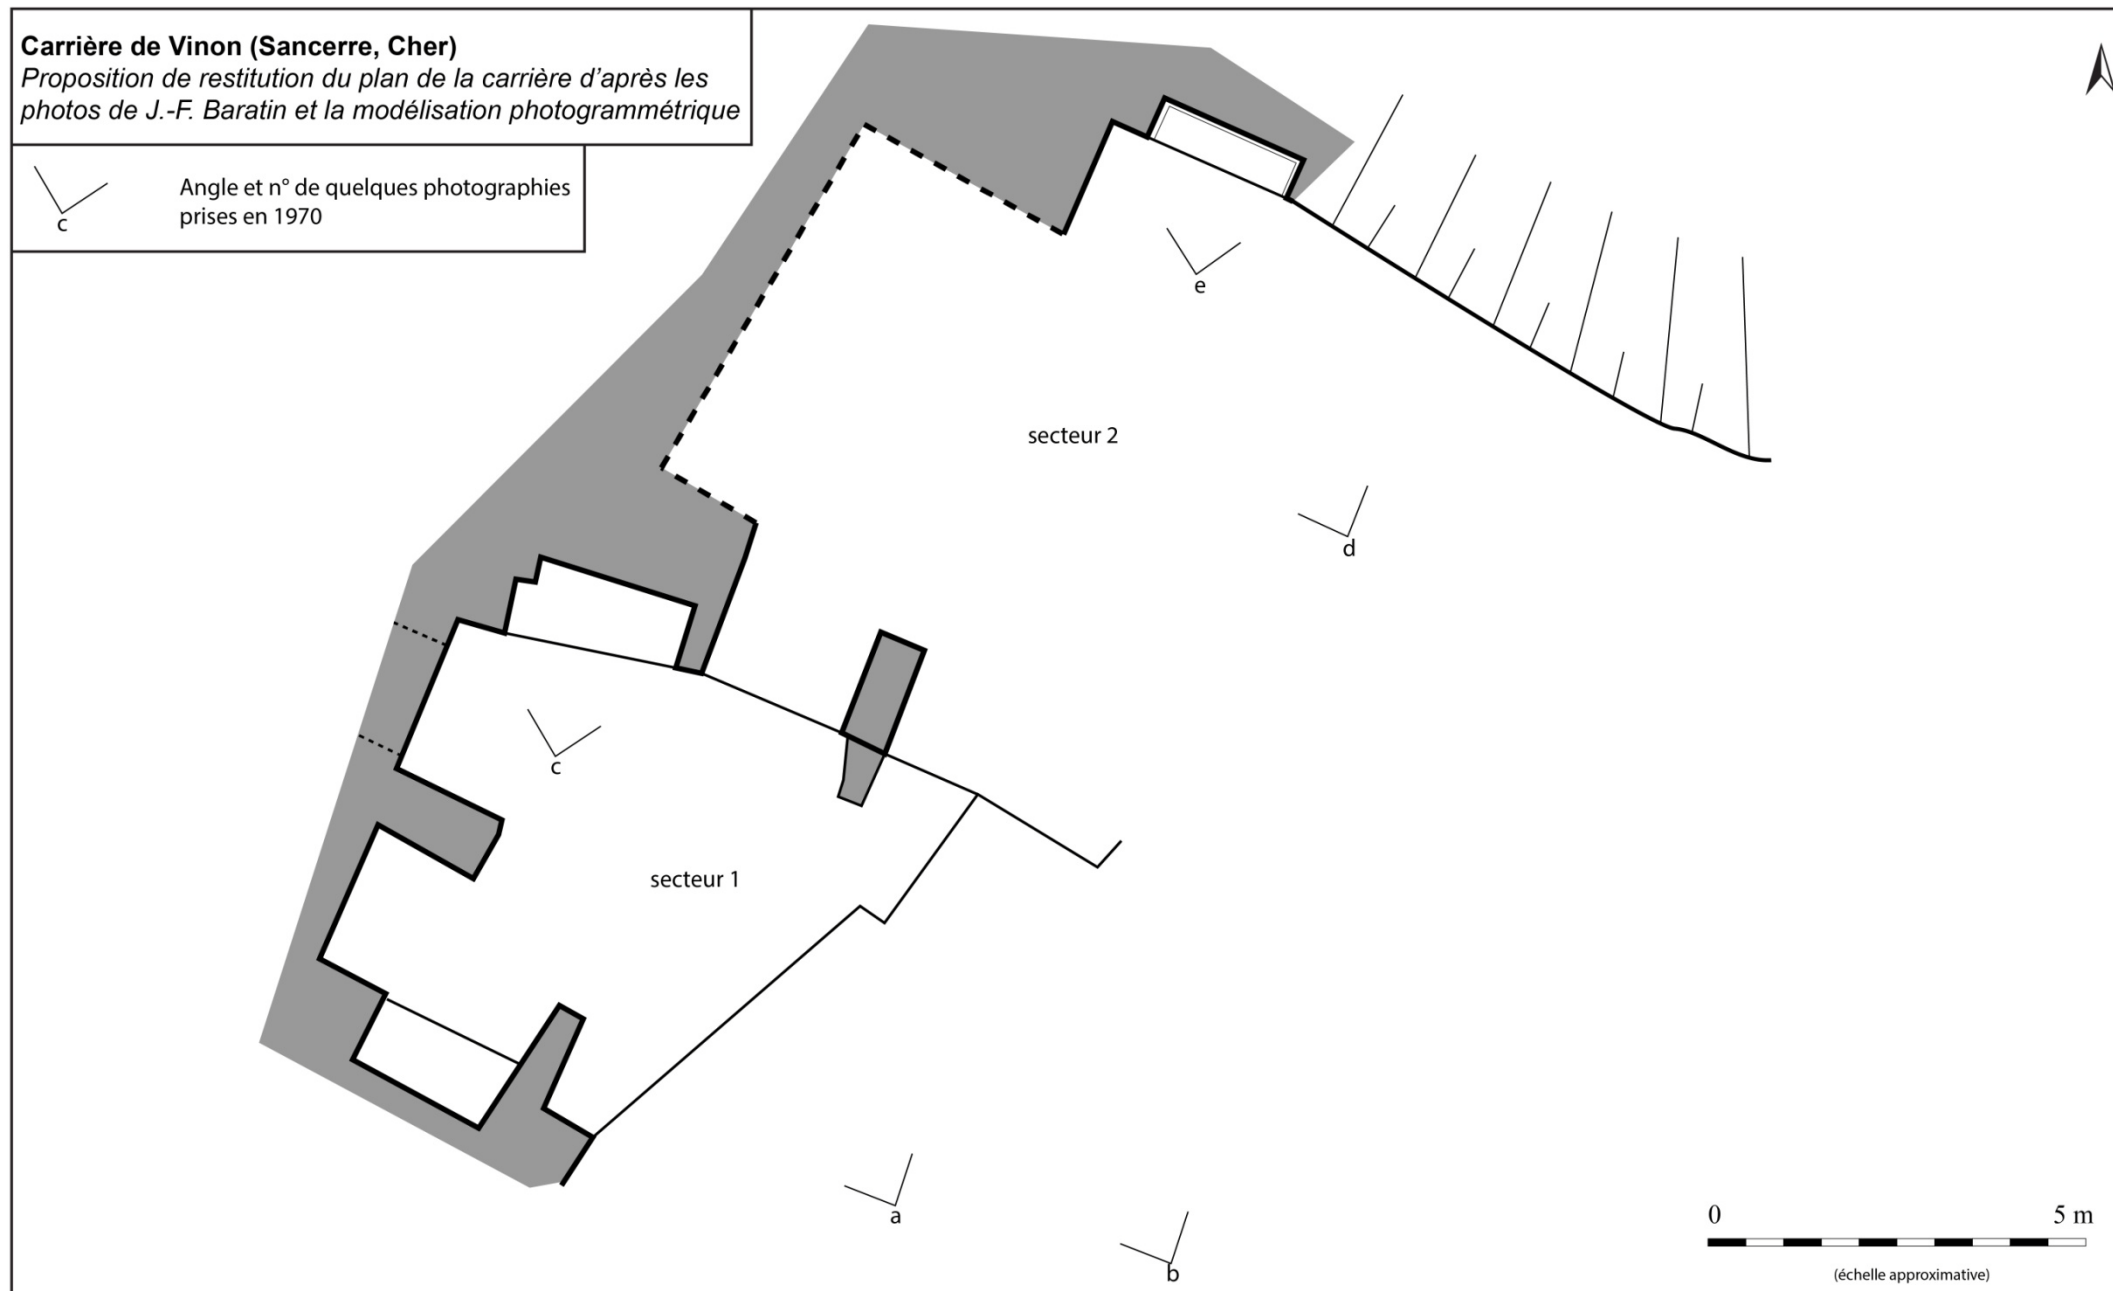 Carrière de Vinon (Sancerre, Cher)
Proposition de restitution du plan de la carrière d’après les
photos de J.-F. Baratin et la modélisation photogrammétrique
Angle et n° de quelques photographies
prises en 1970
c
e
secteur 2
d
c
secteur 1
a
b
0 5 m
(échelle approximative)